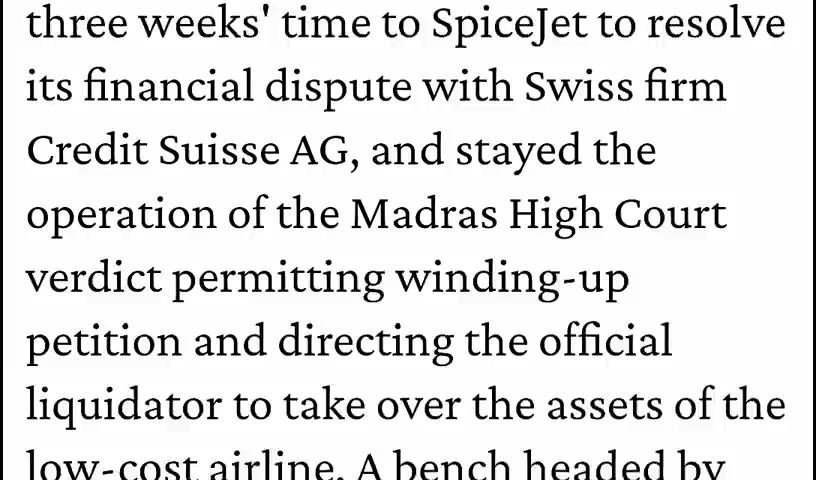 three weeks' time to SpiceJet to resolve
its financial dispute with Swiss firm
Credit Suisse AG, and stayed the
operation of the Madras High Court
verdict permitting winding-up
petition and directing the official
liquidator to take over the assets of the
low-cost airline. A bench headed by